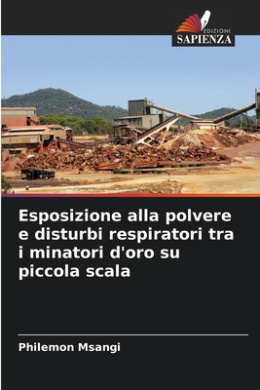 EDIZIONI
SAPIENZA
Esposizione alla polvere
e disturbi respiratori tra
i minatori d'oro su
piccola scala
Philemon Msangi